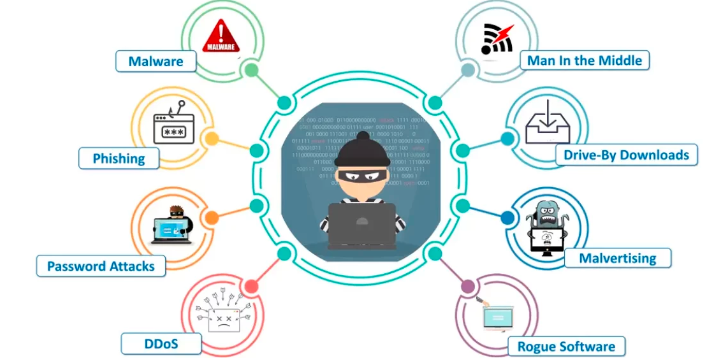 MALWARE
Malware
Man In the Middle
***
Phishing
Drive-By Downloads
Password Attacks
Malvertising
DDoS
Rogue Software